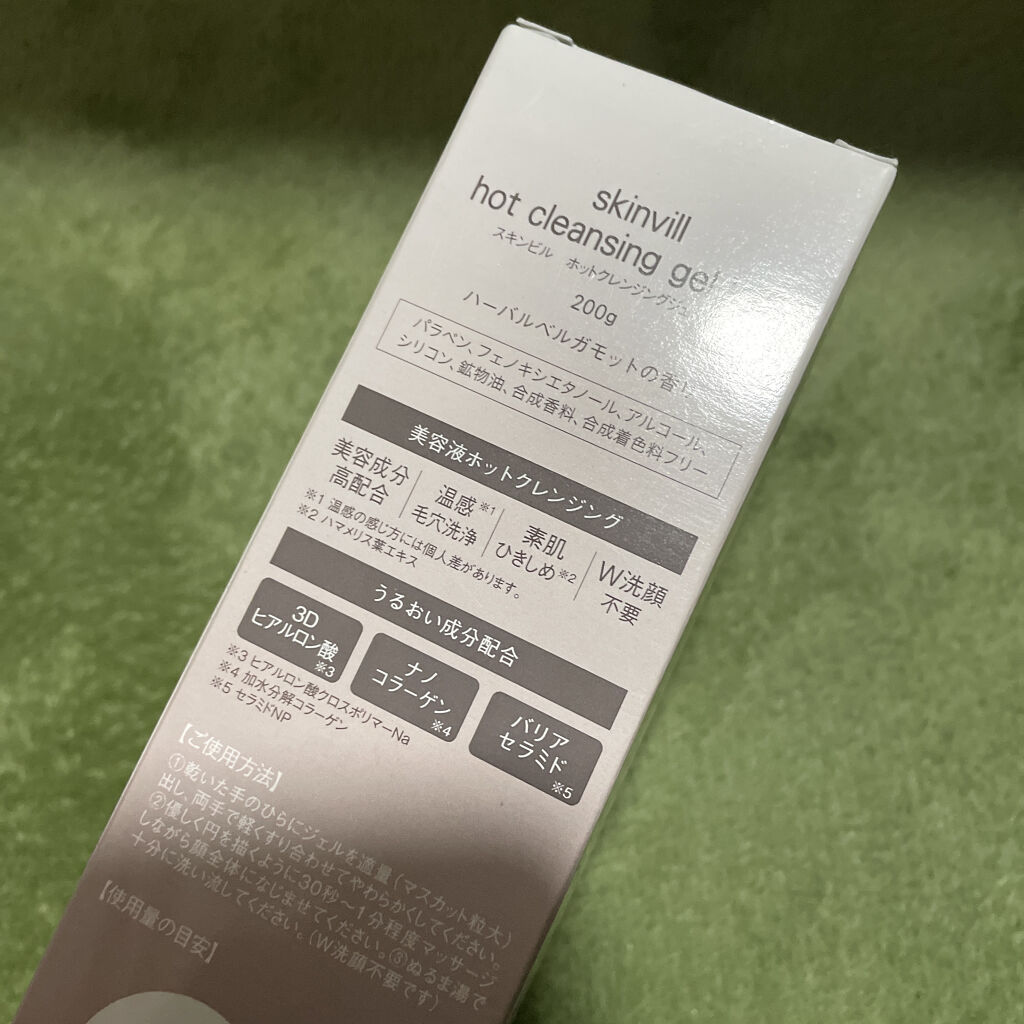 skinvill
hot cleansing gel
スキンビル ホットクレンジングジェ
200g
ハーバルベルガモットの香り
パラベン、フェノキシエタノール、アルコール、
シリコン、鉱物油、合成香料、合成着色料フリー
美容液ホットクレンジング
美容成分
高配合
温感※1
毛穴洗浄
素肌
ひきしめ※2
W洗顔
不要
※1 温感の感じ方には個人差があります。
※2 ハマメリス葉エキス
うるおい成分配合
3D
ヒアルロン酸
※3
ナノ
コラーゲン
※4
バリア
セラミド
※5
※3 ヒアルロン酸クロスポリマーNa
※4 加水分解コラーゲン
※5 セラミドNP
【ご使用方法】
①乾いた手のひらにジェルを適量(マスカット粒大)
出し、両手で軽くすり合わせてやわらかくしてください。
②優しく円を描くように30秒〜1分程度マッサージ
しながら顔全体になじませてください。③ぬるま湯で
十分に洗い流してください。(W洗顔不要です)
【使用量の目安】